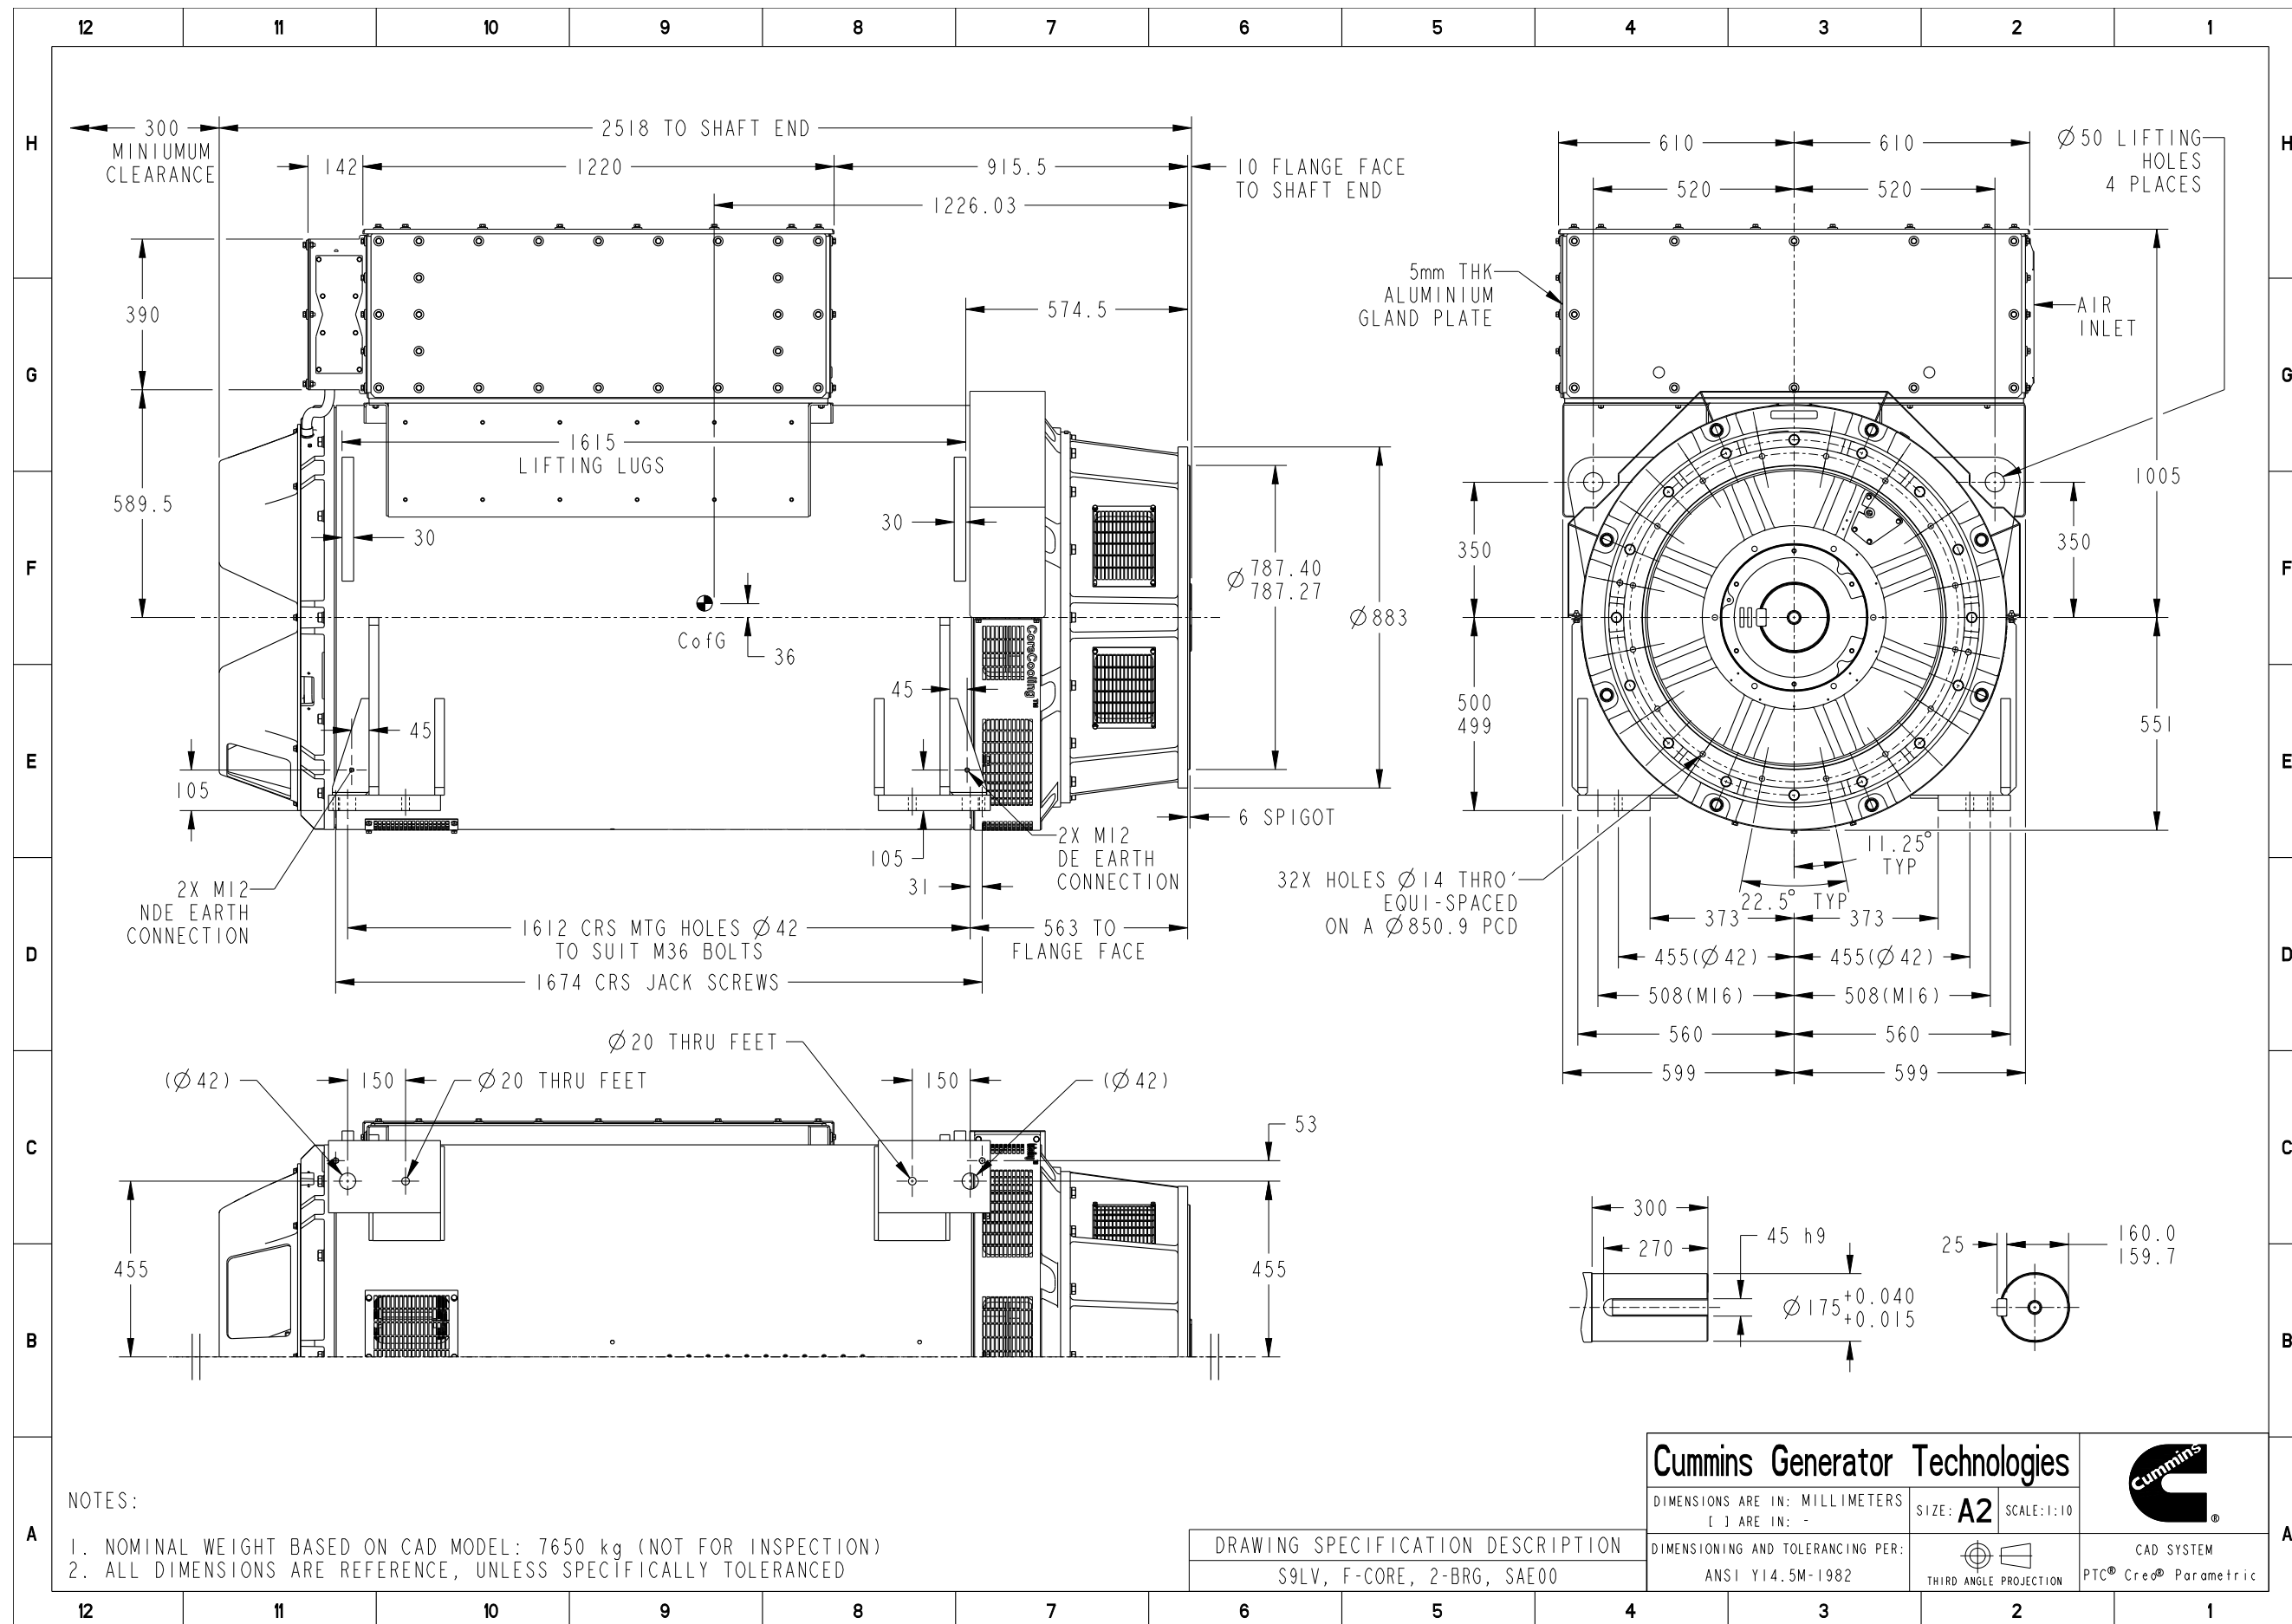 12 11 10 9 8 7 6 5 4 3 2 1
H
G
F
E
D
C
B
A
H
G
F
E
D
C
B
A
300
MINIUMUM
CLEARANCE
2518 TO SHAFT END
142
1220
915.5
10 FLANGE FACE
TO SHAFT END
1226.03
574.5
390
589.5
1615
LIFTING LUGS
30
30
CofG
36
45
45
105
105
31
Ø 787.40
787.27
Ø883
6 SPIGOT
CoreCooling™
2X M12
NDE EARTH
CONNECTION
2X M12
DE EARTH
CONNECTION
1612 CRS MTG HOLES Ø42
TO SUIT M36 BOLTS
563 TO
FLANGE FACE
1674 CRS JACK SCREWS
610
610
520
520
Ø50 LIFTING
HOLES
4 PLACES
5mm THK
ALUMINIUM
GLAND PLATE
AIR
INLET
1005
350
350
500
499
551
11.25°
TYP
22.5° TYP
32X HOLES Ø14 THRO'
EQUI-SPACED
ON A Ø850.9 PCD
373
373
455(Ø42)
455(Ø42)
508(M16)
508(M16)
560
560
599
599
Ø20 THRU FEET
(Ø42)
150
Ø20 THRU FEET
150
(Ø42)
53
455
455
300
270
45 h9
Ø175 +0.040
+0.015
25
160.0
159.7
NOTES:
1. NOMINAL WEIGHT BASED ON CAD MODEL: 7650 kg (NOT FOR INSPECTION)
2. ALL DIMENSIONS ARE REFERENCE, UNLESS SPECIFICALLY TOLERANCED
DRAWING SPECIFICATION DESCRIPTION
S9LV, F-CORE, 2-BRG, SAE00
Cummins Generator Technologies
DIMENSIONS ARE IN: MILLIMETERS
[ ] ARE IN: -
SIZE: A2
SCALE:1:10
DIMENSIONING AND TOLERANCING PER:
ANSI Y14.5M-1982
THIRD ANGLE PROJECTION
Cummins
®
CAD SYSTEM
PTC® Creo® Parametric
12 11 10 9 8 7 6 5 4 3 2 1